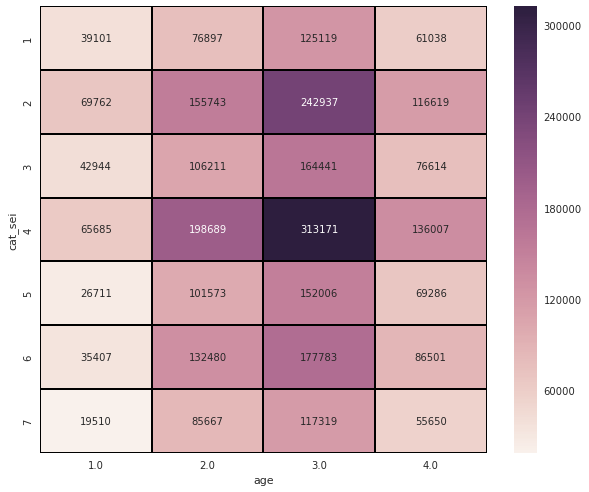 1 39101 76897 125119 61038
2 69762 155743 242937 116619
3 42944 106211 164441 76614
4 65685 198689 313171 136007
5 26711 101573 152006 69286
6 35407 132480 177783 86501
7 19510 85667 117319 55650
cat_sei
1.0 2.0 3.0 4.0
age
300000
240000
180000
120000
60000